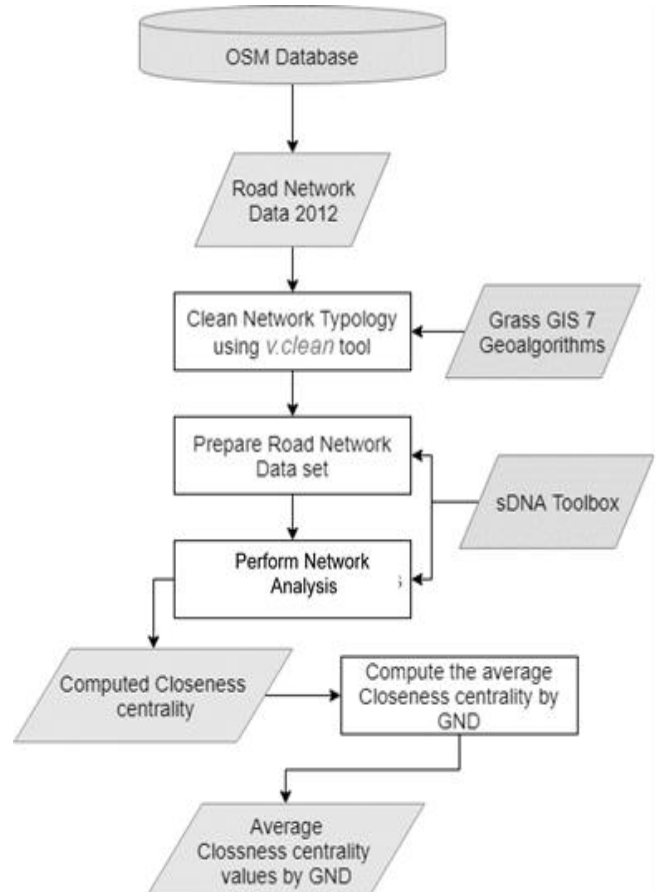 OSM Database
Road Network
Data 2012
Clean Network Typology
using v.clean tool
Grass GIS 7
Geoalgorithms
Prepare Road Network
Data set
sDNA Toolbox
Perform Network
Analysis
Computed Closeness
centrality
Compute the average
Closeness centrality by
GND
Average
Clossness centrality
values by GND